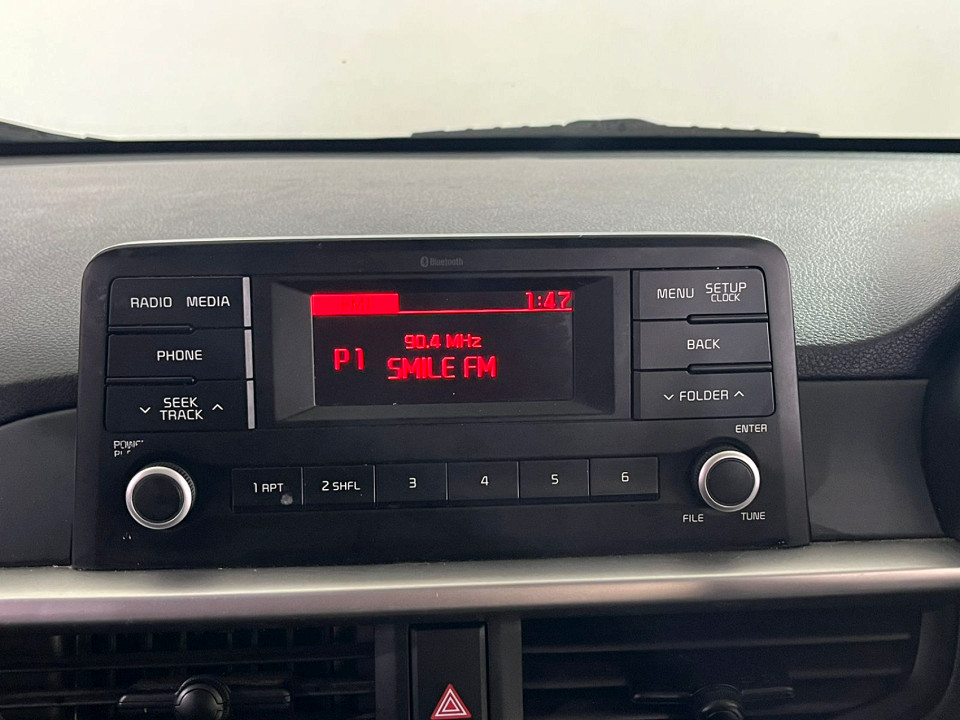 Bluetooth
RADIO MEDIA
1:47
MENU SETUP
CLOCK
PHONE
90.4 MHz
BACK
P1 SMILE FM
SEEK
TRACK
FOLDER
ENTER
1 RPT 2 SHFL 3 4 5 6
FILE TUNE